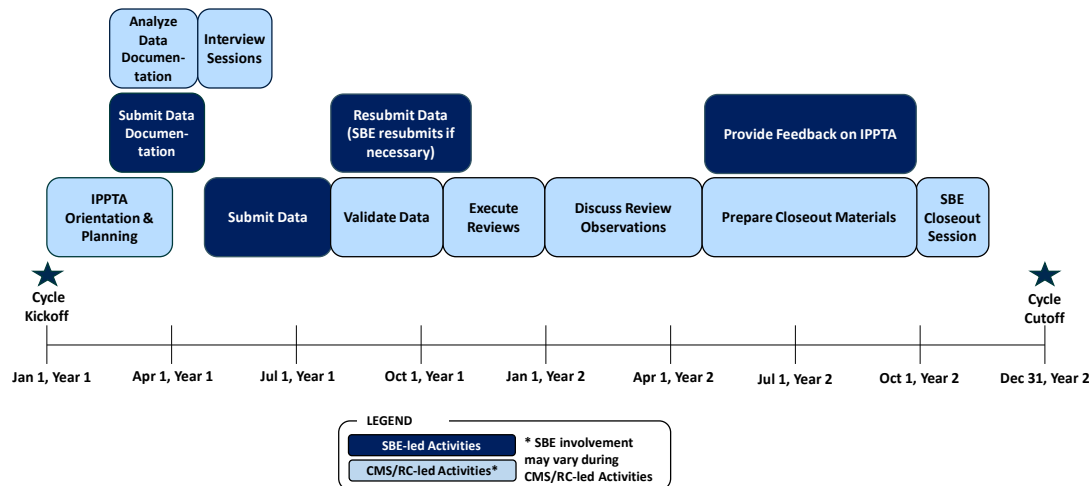 Analyze
Data
Documen-
tation
Interview
Sessions
Submit Data
Documen-
tation
Resubmit Data
(SBE resubmits if
necessary)
Provide Feedback on IPPTA
IPPTA
Orientation &
Planning
Submit Data
Validate Data
Execute
Reviews
Discuss Review
Observations
Prepare Closeout Materials
SBE
Closeout
Session
Cycle
Kickoff
Cycle
Cutoff
Jan 1, Year 1
Apr 1, Year 1
Jul 1, Year 1
Oct 1, Year 1
Jan 1, Year 2
Apr 1, Year 2
Jul 1, Year 2
Oct 1, Year 2
Dec 31, Year 2
LEGEND
SBE-led Activities
CMS/RC-led Activities*
* SBE involvement
may vary during
CMS/RC-led Activities